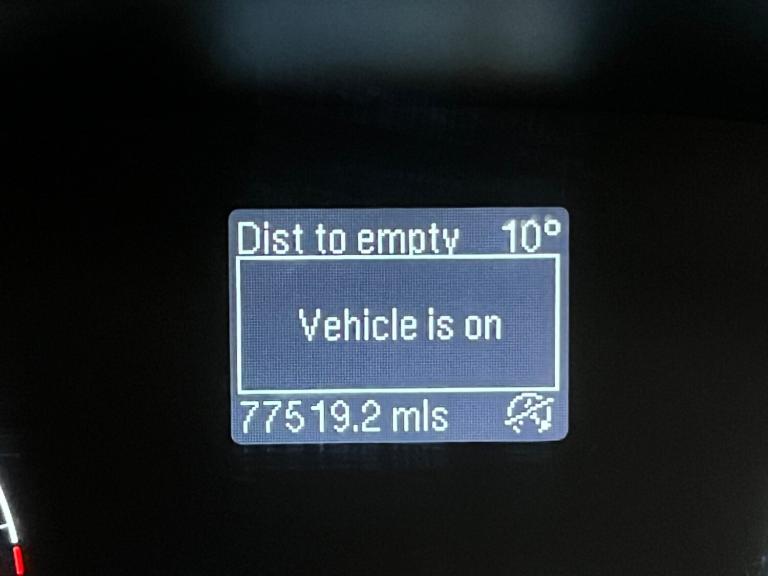 Dist to empty 10°
Vehicle is on
77519.2 mls